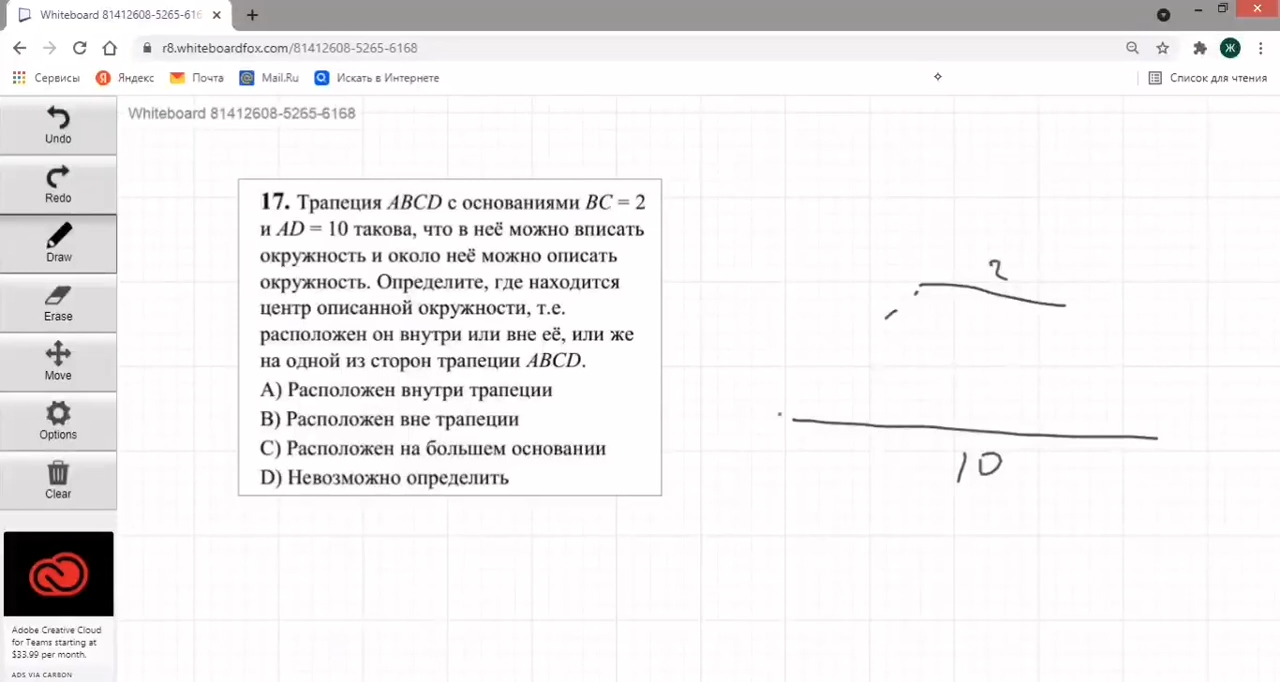 Whiteboard 81412608-5265-616
r8.whiteboardfox.com/81412608-5265-6168
Ж
Сервисы Яндекс Почта Mail.Ru Искать в Интернете Список для чтения
Whiteboard 81412608-5265-6168
Undo
Redo
Draw
Erase
Move
Options
Clear
Adobe Creative Cloud
for Teams starting at
$33.99 per month.
ADS VIA CARBON
17. Трапеция ABCD с основаниями BC = 2
и AD = 10 такова, что в неё можно вписать
окружность и около неё можно описать
окружность. Определите, где находится
центр описанной окружности, т.е.
расположен он внутри или вне её, или же
на одной из сторон трапеции ABCD.
A) Расположен внутри трапеции
B) Расположен вне трапеции
C) Расположен на большем основании
D) Невозможно определить
2
10